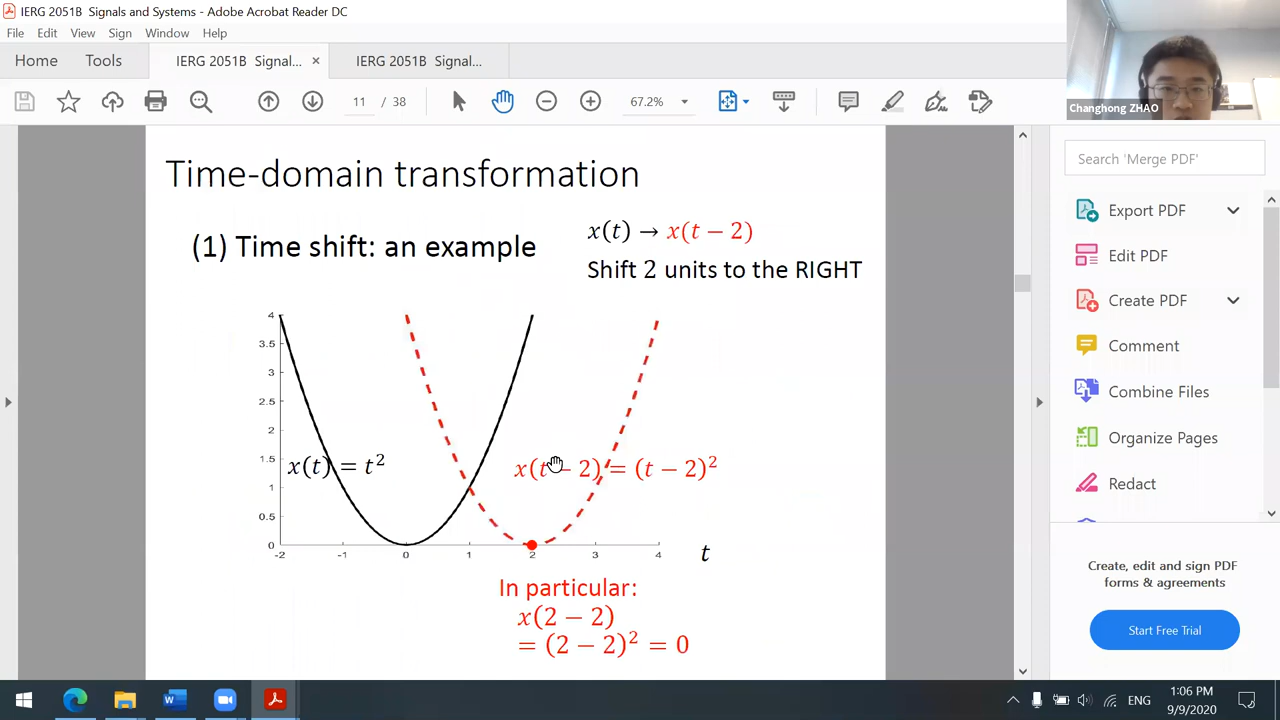 IERG 2051B Signals and Systems - Adobe Acrobat Reader DC
File Edit View Sign Window Help
Home Tools IERG 2051B Signal... × IERG 2051B Signal...
11 / 38 67.2%
Changhong ZHAO
Time-domain transformation
(1) Time shift: an example
x(t) → x(t − 2)
Shift 2 units to the RIGHT
4
3.5
3
2.5
2
1.5
1
0.5
0
-2 -1 0 1 2 3 4
t
x(t) = t²
x(t − 2) = (t − 2)²
In particular:
x(2 − 2)
= (2 − 2)² = 0
Search 'Merge PDF'
Export PDF
Edit PDF
Create PDF
Comment
Combine Files
Organize Pages
Redact
Create, edit and sign PDF
forms & agreements
Start Free Trial
ENG
1:06 PM
9/9/2020